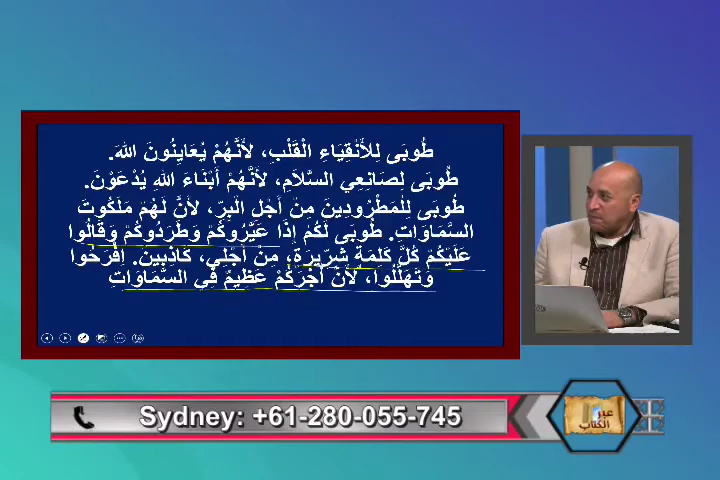 طُوبَى لِلأَنْقِيَاءِ الْقَلْبِ، لأَنَّهُمْ يُعَايِنُونَ اللهَ.
طُوبَى لِصَانِعِي السَّلاَمِ، لأَنَّهُمْ أَبْنَاءَ اللهِ يُدْعَوْنَ.
طُوبَى لِلْمَطْرُودِينَ مِنْ أَجْلِ الْبِرِّ، لأَنَّ لَهُمْ مَلَكُوتَ
السَّمَاوَاتِ. طُوبَى لَكُمْ إِذَا عَيَّرُوكُمْ وَطَرَدُوكُمْ وَقَالُوا
عَلَيْكُمْ كُلَّ كَلِمَةٍ شِرِّيرَةٍ، مِنْ أَجْلِي، كَاذِبِينَ. اِفْرَحُوا
وَتَهَلَّلُوا، لأَنَّ أَجْرَكُمْ عَظِيمٌ فِي السَّمَاوَاتِ
Sydney: +61-280-055-745
عبر
الكتاب